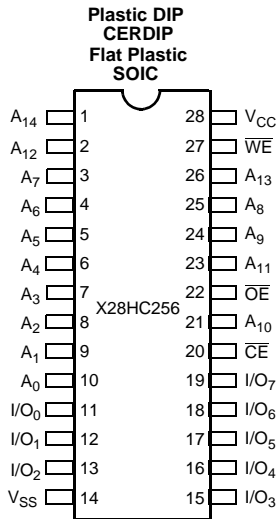 Plastic DIP
CERDIP
Flat Plastic
SOIC
A14 1 28 VCC
A12 2 27 W̅E̅
A7 3 26 A13
A6 4 25 A8
A5 5 24 A9
A4 6 23 A11
A3 7 22 O̅E̅
X28HC256
A2 8 21 A10
A1 9 20 C̅E̅
A0 10 19 I/O7
I/O0 11 18 I/O6
I/O1 12 17 I/O5
I/O2 13 16 I/O4
VSS 14 15 I/O3